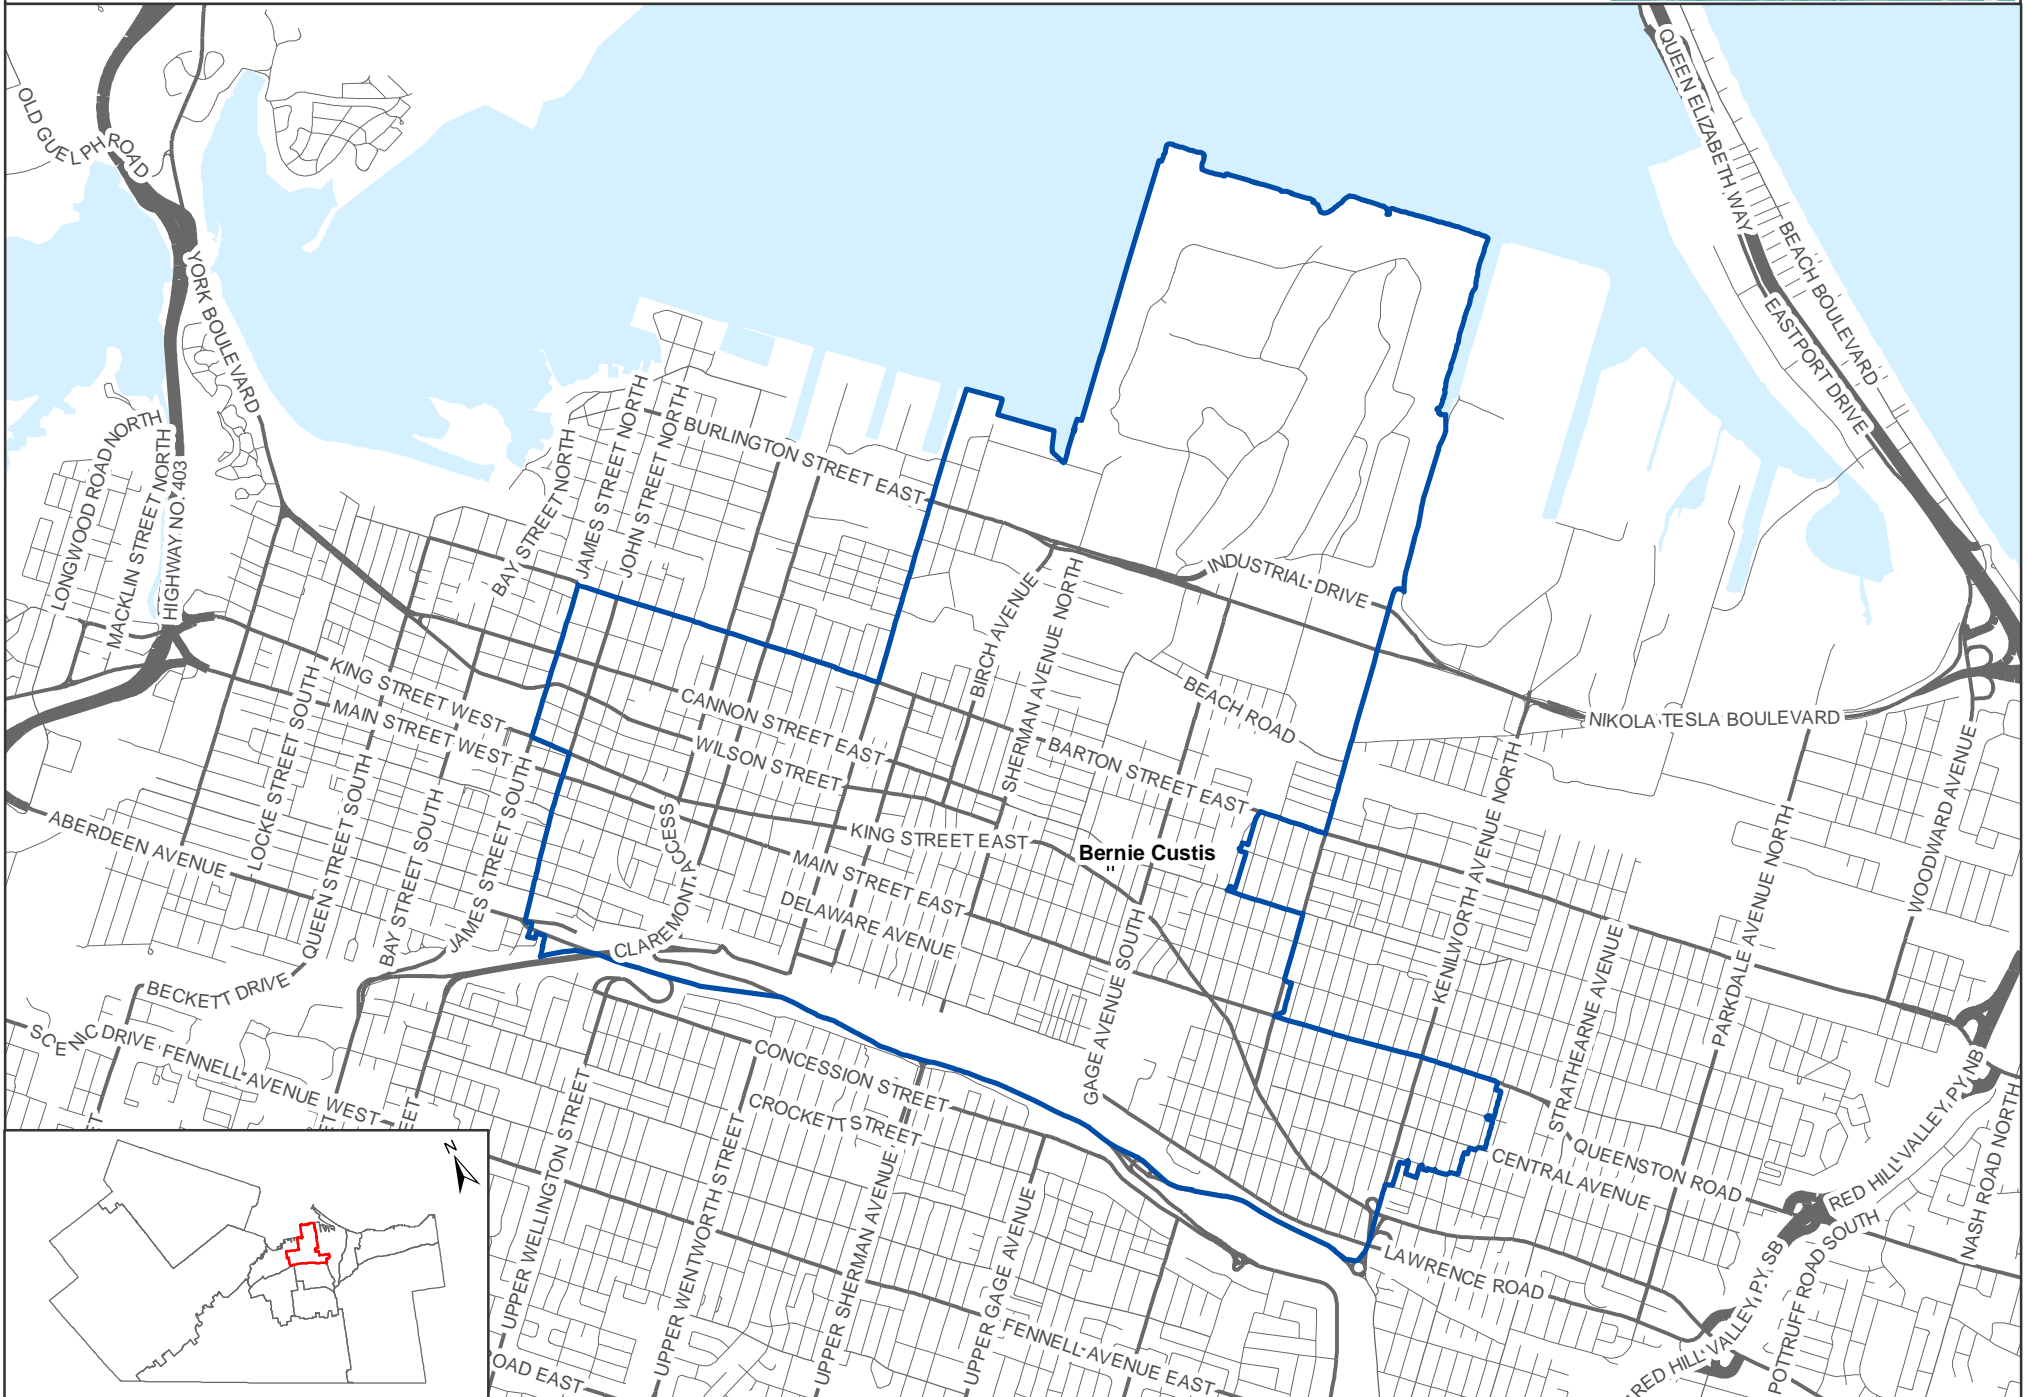 OLD GUELPH ROAD
QUEEN ELIZABETH WAY
BEACH BOULEVARD
EASTPORT DRIVE
YORK BOULEVARD
LONGWOOD ROAD NORTH
MACKLIN STREET NORTH
HIGHWAY NO. 403
BAY STREET NORTH
JAMES STREET NORTH
JOHN STREET NORTH
BURLINGTON STREET EAST
INDUSTRIAL DRIVE
BIRCH AVENUE
SHERMAN AVENUE NORTH
BEACH ROAD
NIKOLA TESLA BOULEVARD
KING STREET WEST
MAIN STREET WEST
CANNON STREET EAST
WILSON STREET
BARTON STREET EAST
KING STREET EAST
MAIN STREET EAST
DELAWARE AVENUE
Bernie Custis
ABERDEEN AVENUE
LOCKE STREET SOUTH
QUEEN STREET SOUTH
BAY STREET SOUTH
JAMES STREET SOUTH
CLAREMONT ACCESS
KENILWORTH AVENUE NORTH
STRATHEARNE AVENUE
PARKDALE AVENUE NORTH
WOODWARD AVENUE
GAGE AVENUE SOUTH
BECKETT DRIVE
SCENIC DRIVE
FENNELL AVENUE WEST
CONCESSION STREET
CROCKETT STREET
UPPER WELLINGTON STREET
UPPER WENTWORTH STREET
UPPER SHERMAN AVENUE
UPPER GAGE AVENUE
FENNELL AVENUE EAST
CENTRAL AVENUE
QUEENSTON ROAD
LAWRENCE ROAD
RED HILL VALLEY PY NB
RED HILL VALLEY PY SB
POTTRUFF ROAD SOUTH
NASH ROAD NORTH
ET
ET
EET
OAD EAST
N